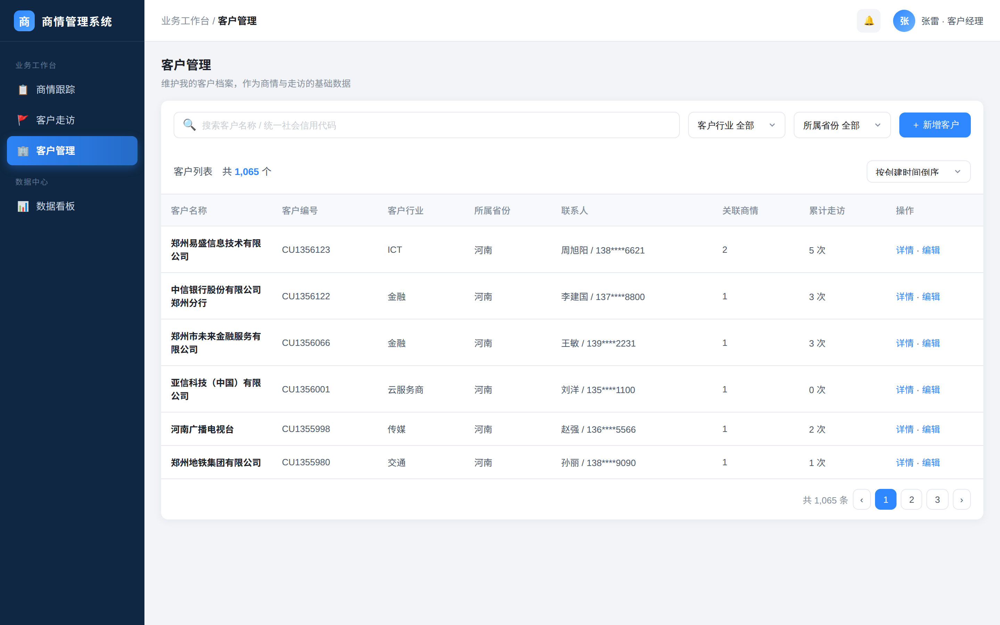 商 商情管理系统
业务工作台 / 客户管理
张 张雷 · 客户经理
业务工作台
商情跟踪
客户走访
客户管理
数据中心
数据看板
客户管理
维护我的客户档案，作为商情与走访的基础数据
搜索客户名称 / 统一社会信用代码
客户行业 全部
所属省份 全部
+ 新增客户
客户列表 共 1,065 个
按创建时间倒序
客户名称 客户编号 客户行业 所属省份 联系人 关联商情 累计走访 操作
郑州易盛信息技术有限
公司
CU1356123 ICT 河南 周旭阳 / 138****6621 2 5 次 详情 · 编辑
中信银行股份有限公司
郑州分行
CU1356122 金融 河南 李建国 / 137****8800 1 3 次 详情 · 编辑
郑州市未来金融服务有
限公司
CU1356066 金融 河南 王敏 / 139****2231 1 3 次 详情 · 编辑
亚信科技（中国）有限
公司
CU1356001 云服务商 河南 刘洋 / 135****1100 1 0 次 详情 · 编辑
河南广播电视台 CU1355998 传媒 河南 赵强 / 136****5566 1 2 次 详情 · 编辑
郑州地铁集团有限公司 CU1355980 交通 河南 孙丽 / 138****9090 1 1 次 详情 · 编辑
共 1,065 条 ‹ 1 2 3 ›